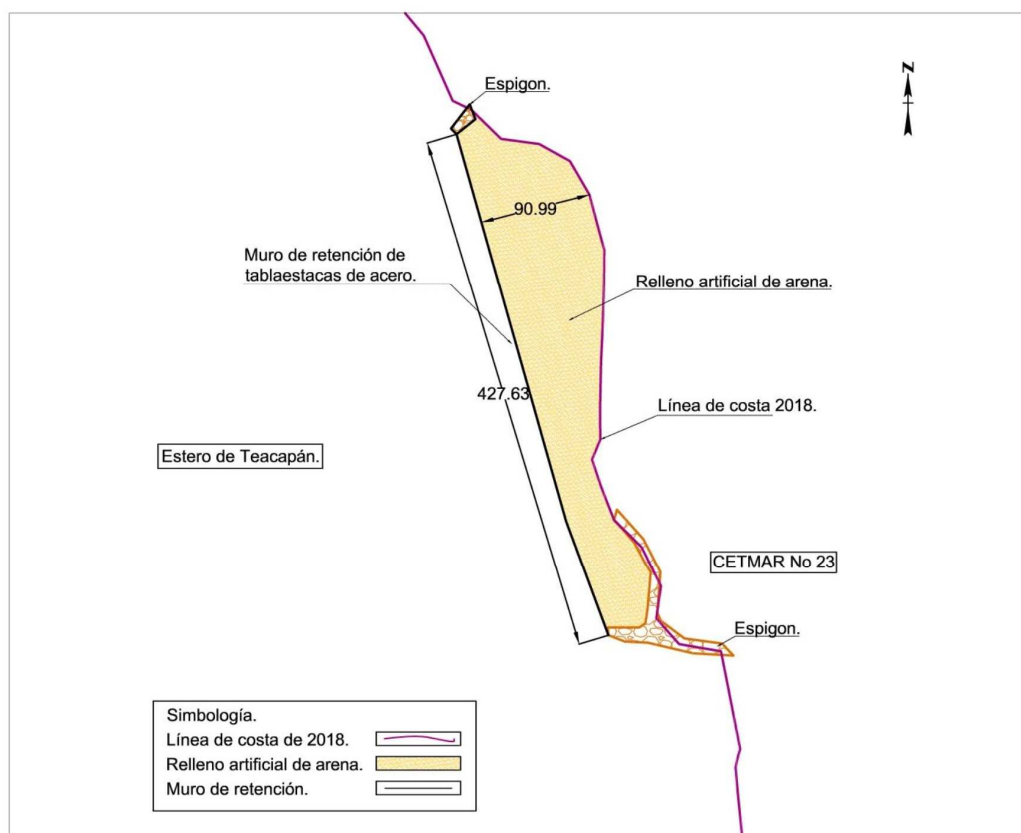 N
Espigon.
90.99
Muro de retención de
tablaestacas de acero.
Relleno artificial de arena.
427.63
Línea de costa 2018.
Estero de Teacapán.
CETMAR No 23
Espigon.
Simbología.
Línea de costa de 2018.
Relleno artificial de arena.
Muro de retención.